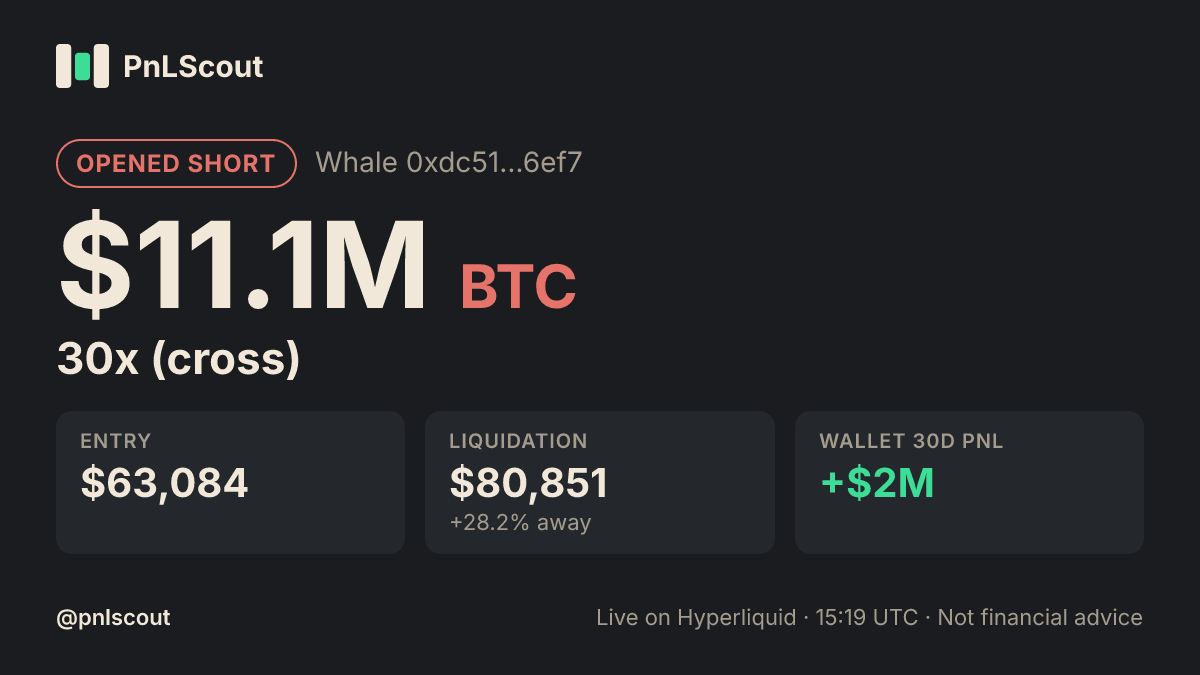 PnLScout
OPENED SHORT Whale 0xdc51...6ef7
$11.1M BTC
30x (cross)
ENTRY
$63,084
LIQUIDATION
$80,851
+28.2% away
WALLET 30D PNL
+$2M
@pnlscout
Live on Hyperliquid · 15:19 UTC · Not financial advice